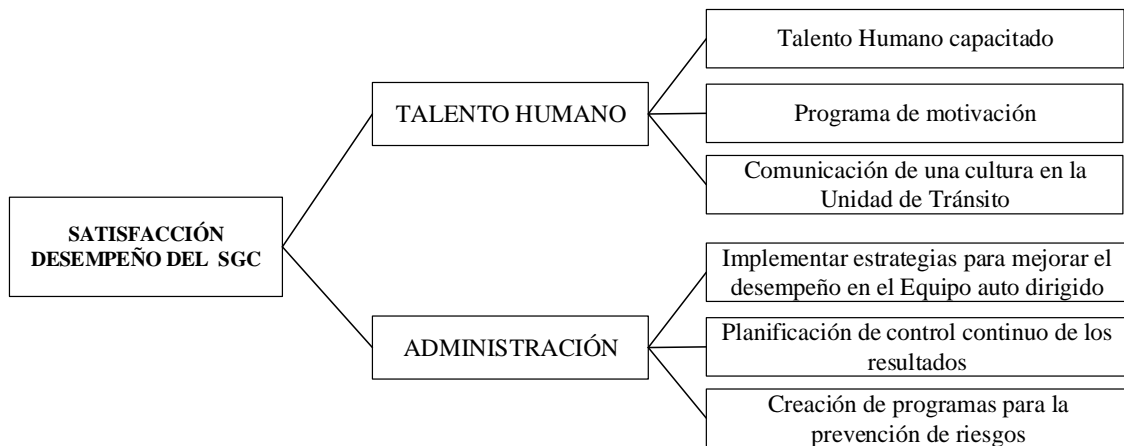 SATISFACCIÓN
DESEMPEÑO DEL SGC
TALENTO HUMANO
Talento Humano capacitado
Programa de motivación
Comunicación de una cultura en la
Unidad de Tránsito
ADMINISTRACIÓN
Implementar estrategias para mejorar el
desempeño en el Equipo auto dirigido
Planificación de control continuo de los
resultados
Creación de programas para la
prevención de riesgos